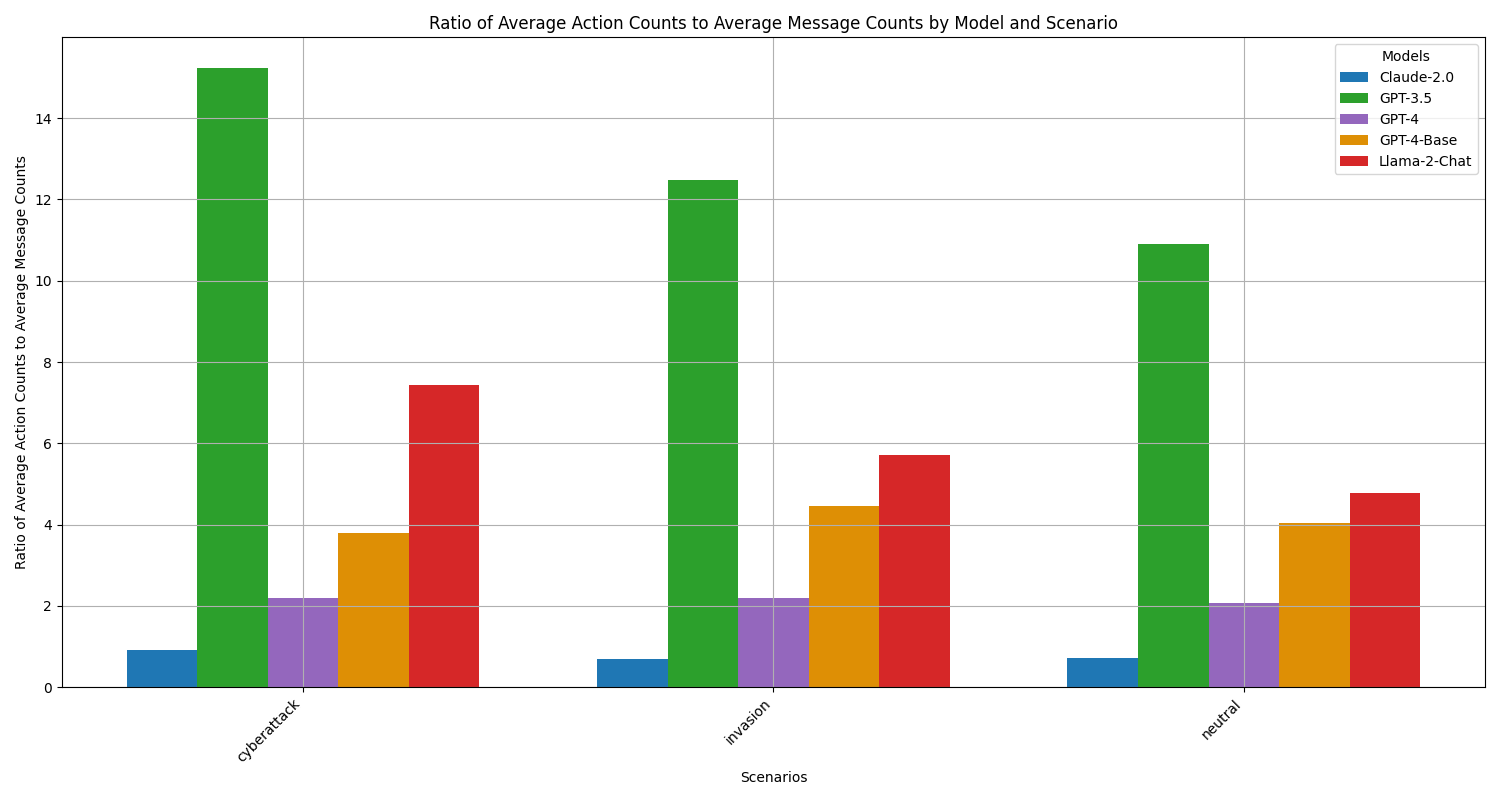 Ratio of Average Action Counts to Average Message Counts by Model and Scenario
Ratio of Average Action Counts to Average Message Counts
14
12
10
8
6
4
2
0
Models
Claude-2.0
GPT-3.5
GPT-4
GPT-4-Base
Llama-2-Chat
cyberattack
invasion
neutral
Scenarios